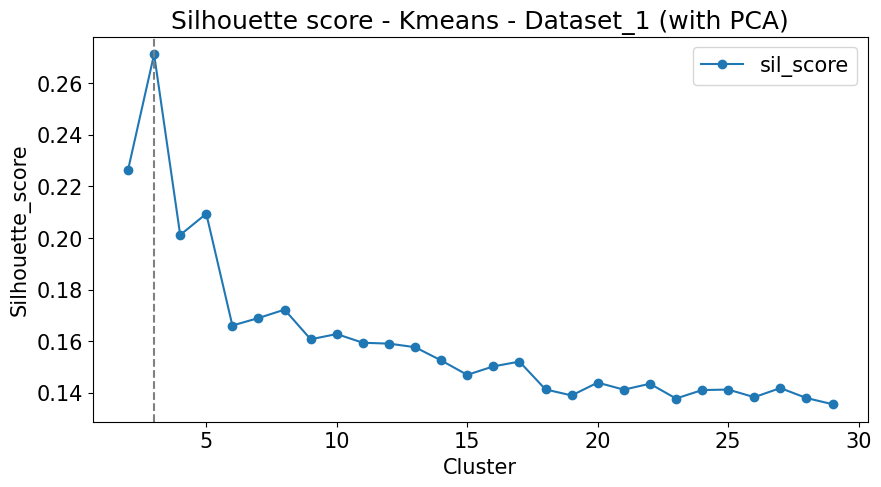 Silhouette score - Kmeans - Dataset_1 (with PCA)
sil_score
Silhouette_score
0.26
0.24
0.22
0.20
0.18
0.16
0.14
5 10 15 20 25 30
Cluster